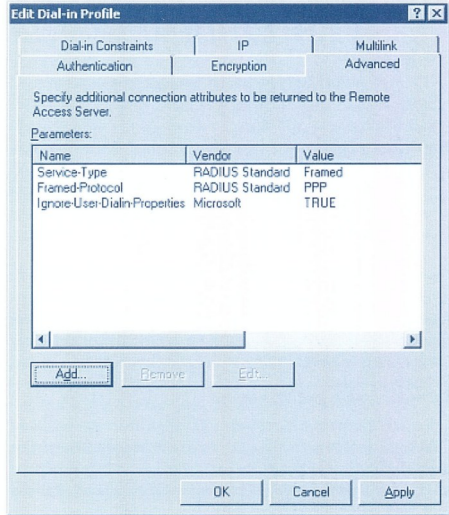 Edit Dial-in Profile
Dial-in Constraints IP Multilink
Authentication Encryption Advanced
Specify additional connection attributes to be returned to the Remote
Access Server.
Parameters:
Name Vendor Value
Service-Type RADIUS Standard Framed
Framed-Protocol RADIUS Standard PPP
Ignore-User-Dialin-Properties Microsoft TRUE
Add... Remove Edit...
OK Cancel Apply